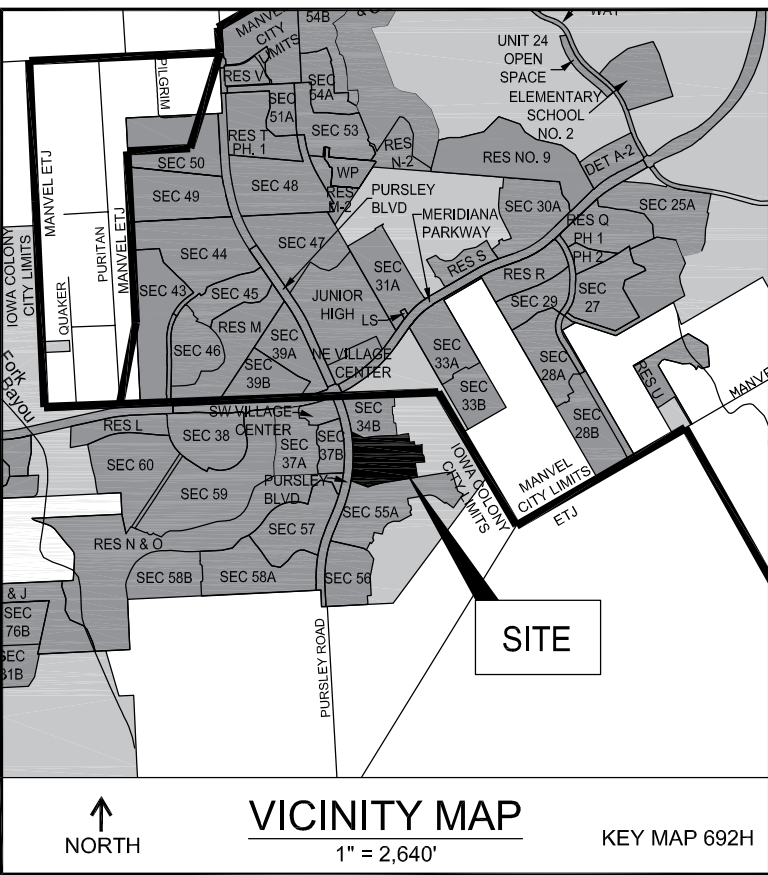 54B
& C
WAY
MANVEL
CITY
LIMITS
UNIT 24
OPEN
SPACE
ELEMENTARY
SCHOOL
NO. 2
PILGRIM
RES V
SEC
54A
SEC
51A
RES T
PH. 1
SEC 53
RES
N-2
RES NO. 9
DET A-2
SEC 50
WP
SEC 49
SEC 48
RES
M-2
PURSLEY
BLVD
MERIDIANA
PARKWAY
SEC 30A
SEC 25A
RES Q
PH 1
PH 2
MANVEL ETJ
PURITAN
MANVEL ETJ
IOWA COLONY
CITY LIMITS
QUAKER
SEC 44
SEC 47
SEC
31A
RES S
RES R
SEC 43
SEC 45
JUNIOR
HIGH
LS
SEC 29
SEC
27
RES M
SEC
39A
SEC 46
SEC
39B
NE VILLAGE
CENTER
SEC
33A
SEC
33B
SEC
28A
SEC
28B
RES U
MANVEL
Fork
Bayou
SW VILLAGE
CENTER
SEC
34B
RES L
SEC 38
SEC
37A
SEC
37B
IOWA COLONY
CITY LIMITS
MANVEL
CITY LIMITS
ETJ
SEC 60
SEC 59
PURSLEY
BLVD
SEC 55A
SEC 57
RES N & O
SEC 58B
SEC 58A
SEC 56
& J
SEC
76B
SEC
81B
PURSLEY ROAD
SITE
NORTH
VICINITY MAP
1" = 2,640'
KEY MAP 692H